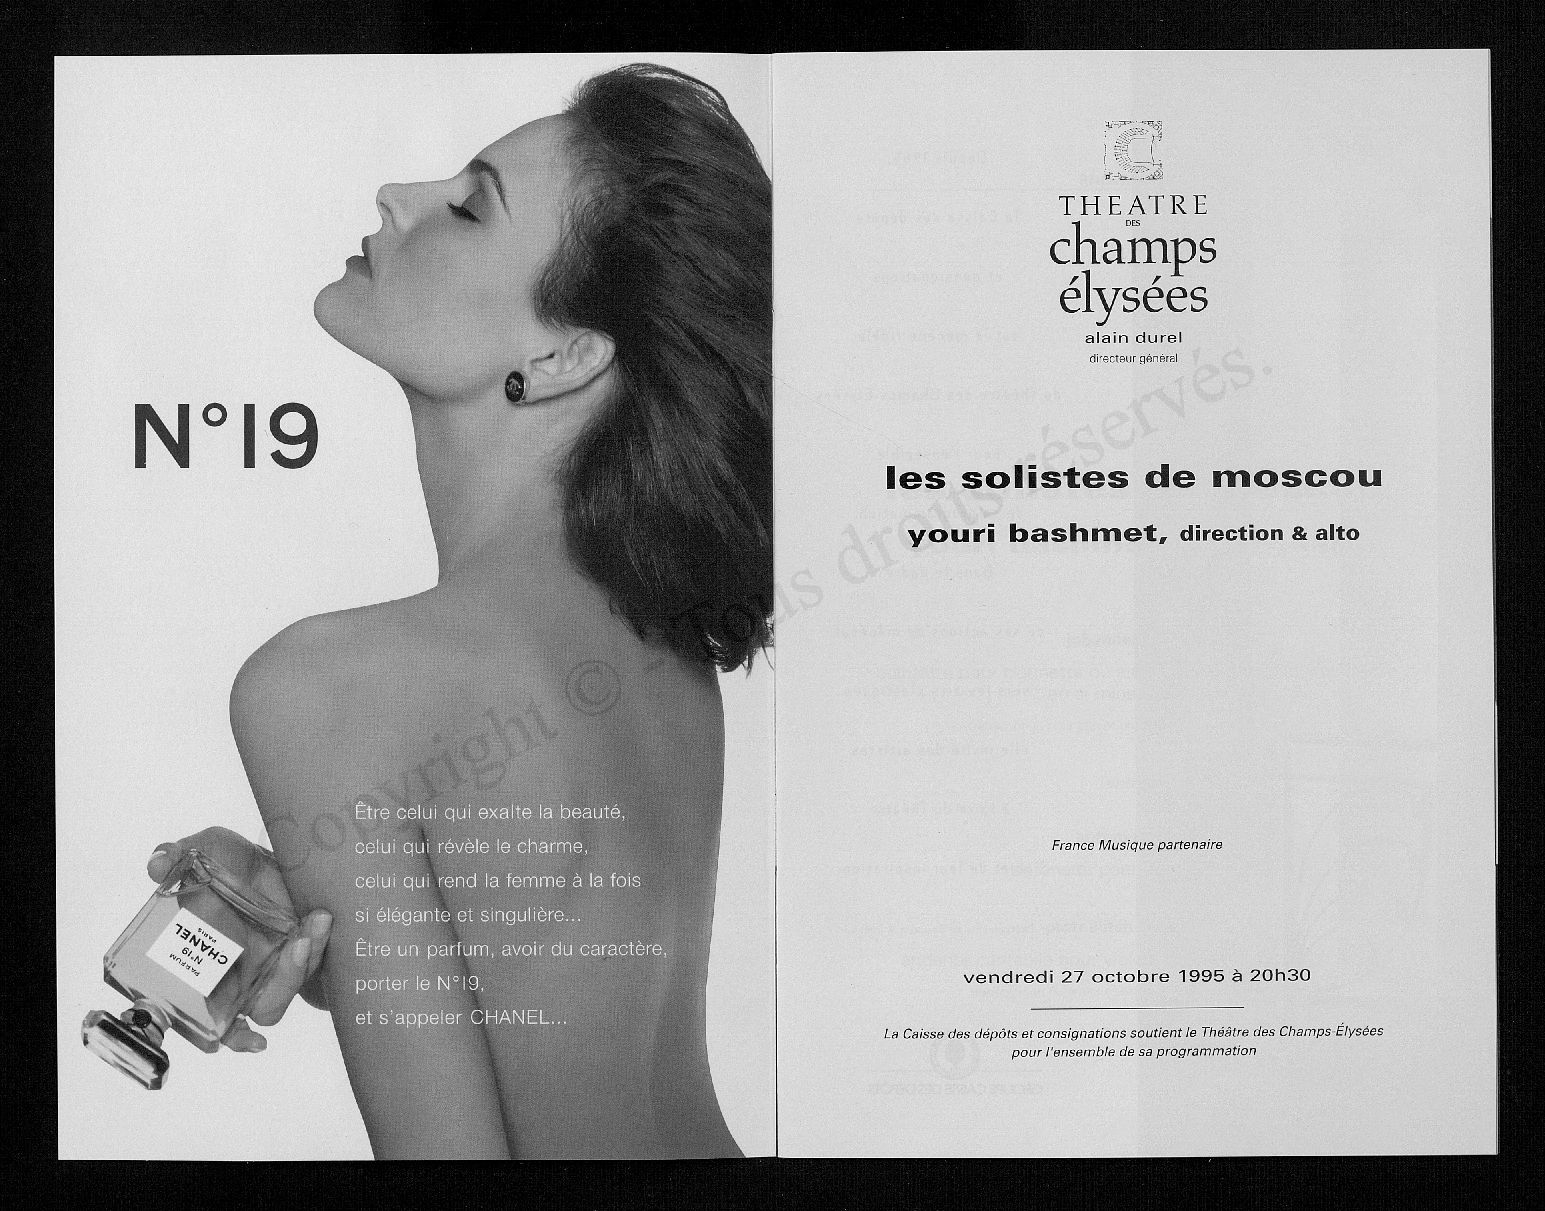 N°19
Être celui qui exalte la beauté,
celui qui révèle le charme,
celui qui rend la femme à la fois
si élégante et singulière...
Être un parfum, avoir du caractère,
porter le N°19,
et s'appeler CHANEL...
PARFUM
N°19
CHANEL
PARIS
Copyright © - Tous droits réservés.
THEATRE
DES
champs
élysées
alain durel
directeur général
les solistes de moscou
youri bashmet, direction & alto
France Musique partenaire
vendredi 27 octobre 1995 à 20h30
La Caisse des dépôts et consignations soutient le Théâtre des Champs-Élysées
pour l'ensemble de sa programmation